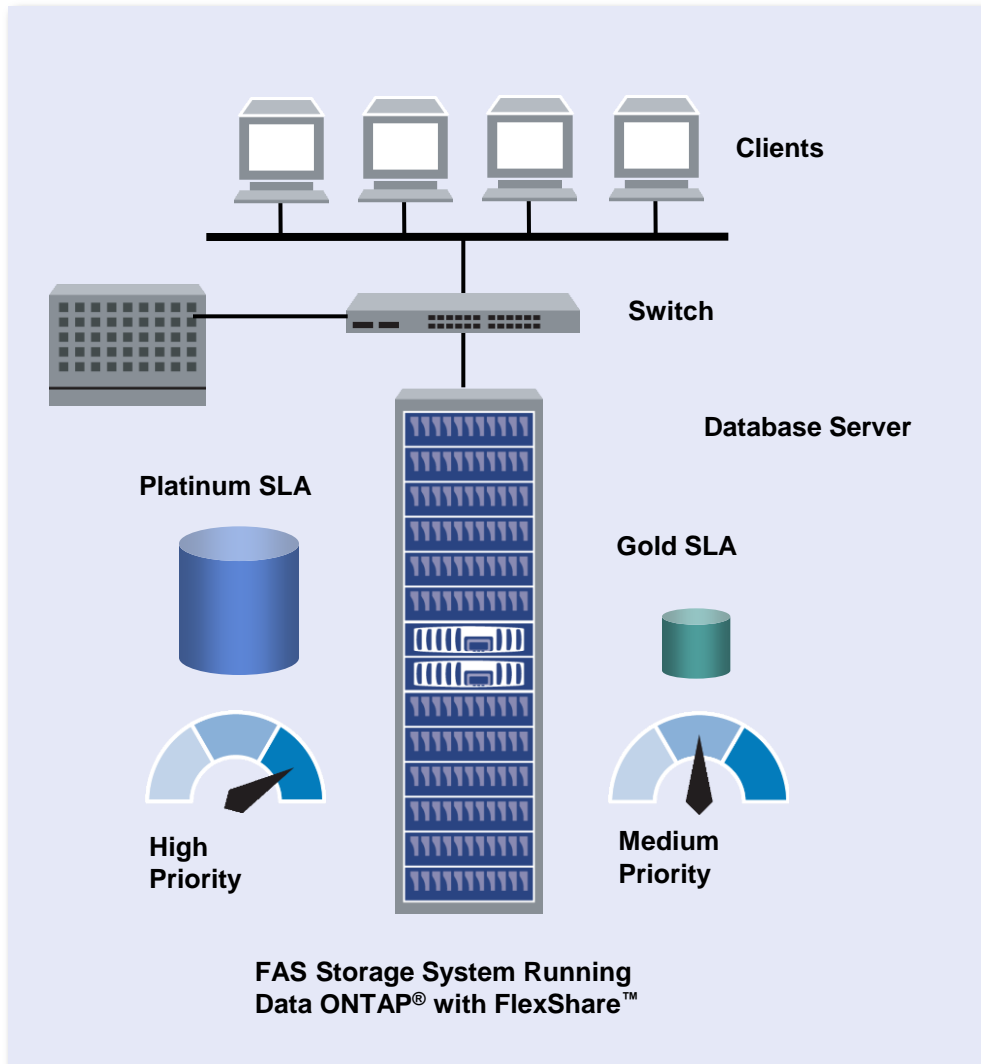 Clients
Switch
Database Server
Platinum SLA
Gold SLA
High
Priority
Medium
Priority
FAS Storage System Running
Data ONTAP® with FlexShare™